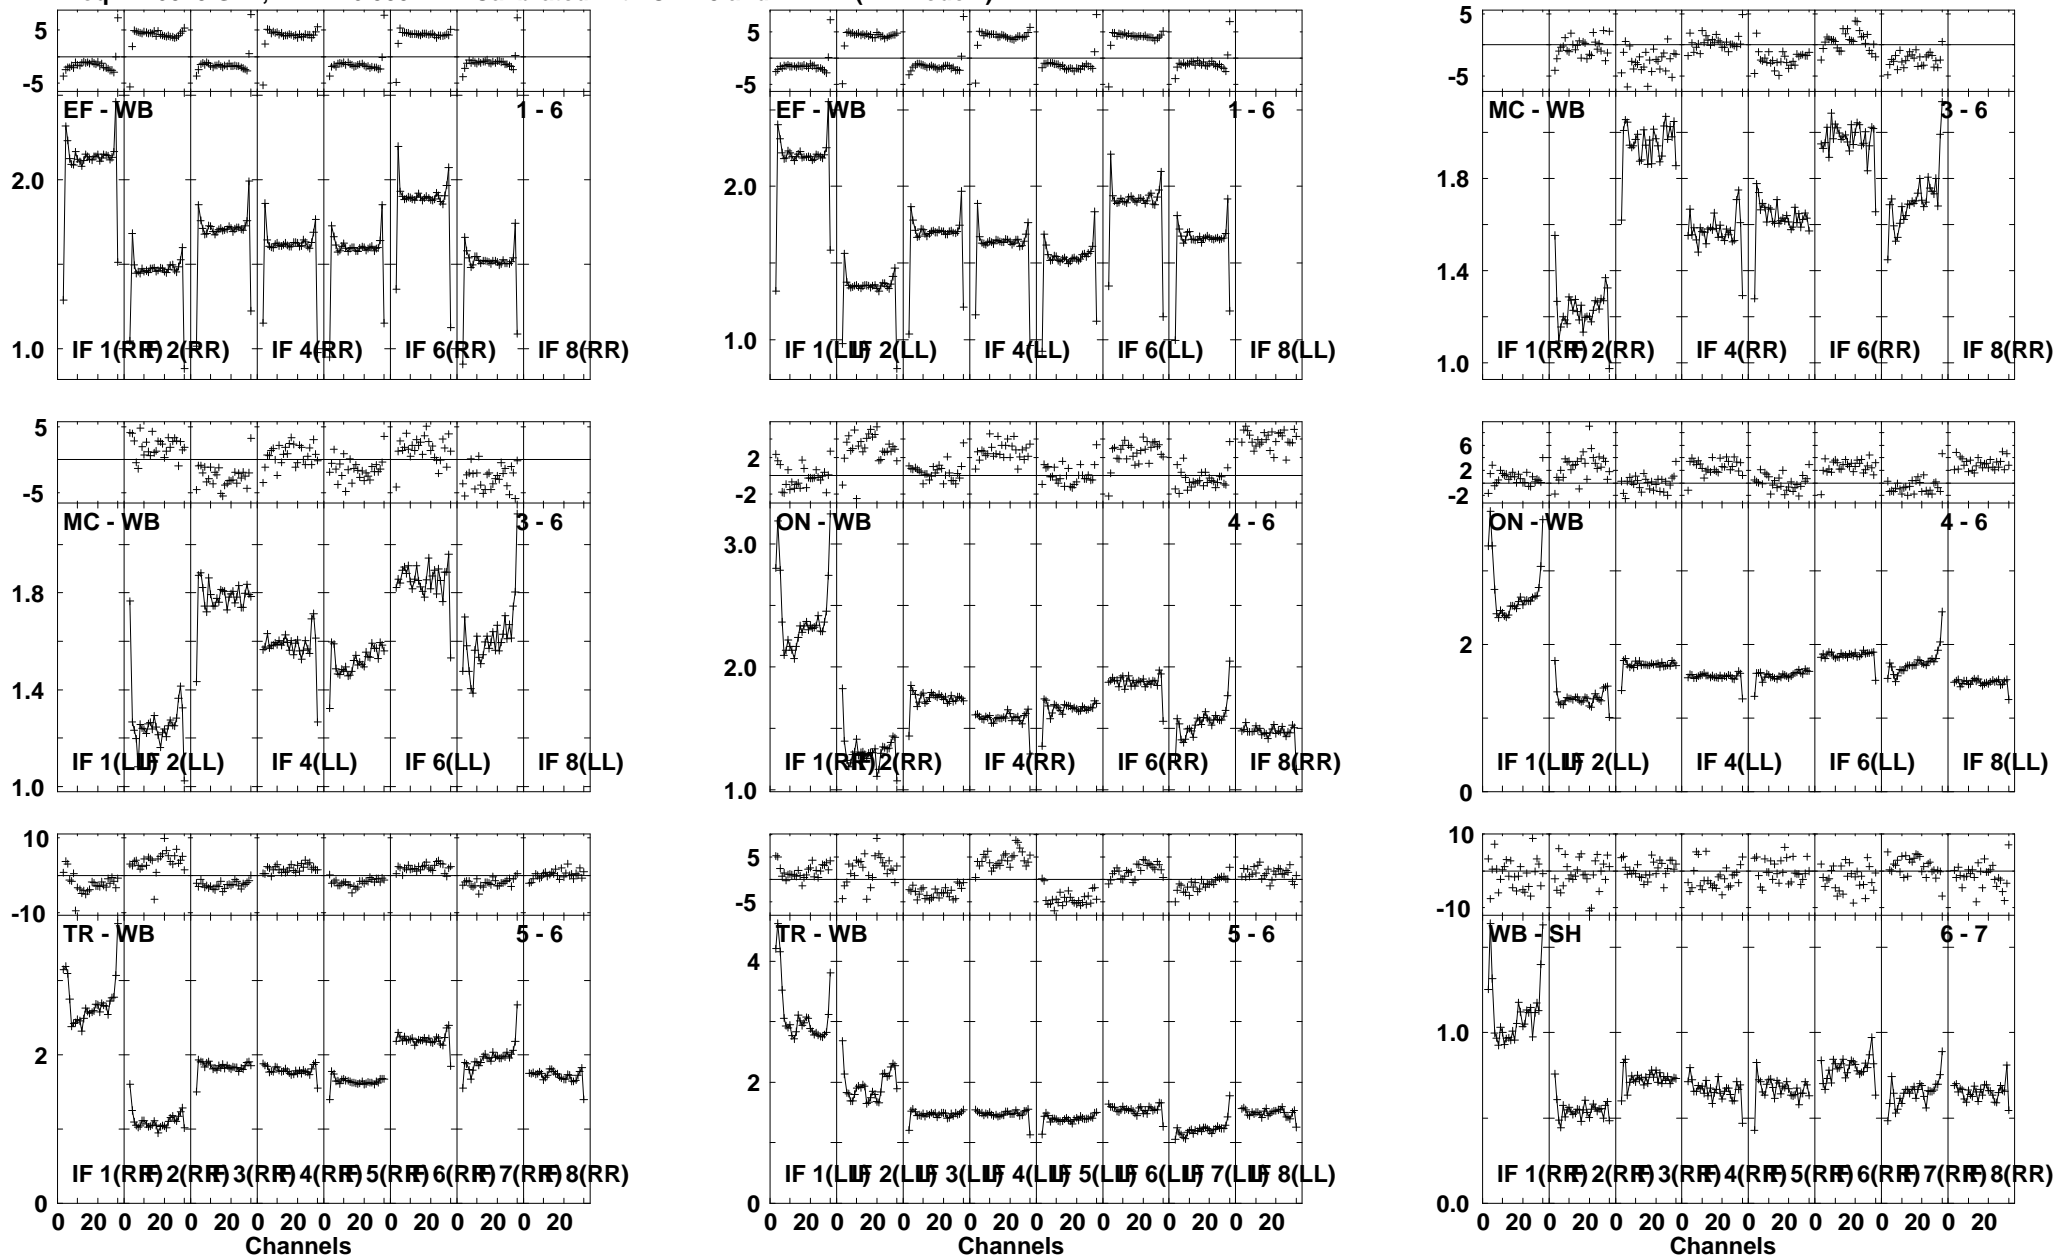 5
-5
EF - WB 1 - 6
2.0
1.0
IF 1(RR) IF 2(RR) IF 4(RR) IF 6(RR) IF 8(RR)
5
-5
EF - WB 1 - 6
2.0
1.0
IF 1(LL) IF 2(LL) IF 4(LL) IF 6(LL) IF 8(LL)
5
-5
MC - WB 3 - 6
1.8
1.4
1.0
IF 1(RR) IF 2(RR) IF 4(RR) IF 6(RR) IF 8(RR)
5
-5
MC - WB 3 - 6
1.8
1.4
1.0
IF 1(LL) IF 2(LL) IF 4(LL) IF 6(LL) IF 8(LL)
2
-2
ON - WB 4 - 6
3.0
2.0
1.0
IF 1(RR) IF 2(RR) IF 4(RR) IF 6(RR) IF 8(RR)
6
2
-2
ON - WB 4 - 6
2
0
IF 1(LL) IF 2(LL) IF 4(LL) IF 6(LL) IF 8(LL)
10
-10
TR - WB 5 - 6
2
0
IF 1(RR) IF 2(RR) IF 3(RR) IF 4(RR) IF 5(RR) IF 6(RR) IF 7(RR) IF 8(RR)
0 20 0 20 0 20 0 20 0 20 0 20 0 20 0 20
Channels
5
-5
TR - WB 5 - 6
4
2
0
IF 1(LL) IF 2(LL) IF 3(LL) IF 4(LL) IF 5(LL) IF 6(LL) IF 7(LL) IF 8(LL)
0 20 0 20 0 20 0 20 0 20 0 20 0 20 0 20
Channels
10
-10
WB - SH 6 - 7
1.0
0.0
IF 1(RR) IF 2(RR) IF 3(RR) IF 4(RR) IF 5(RR) IF 6(RR) IF 7(RR) IF 8(RR)
0 20 0 20 0 20 0 20 0 20 0 20 0 20 0 20
Channels